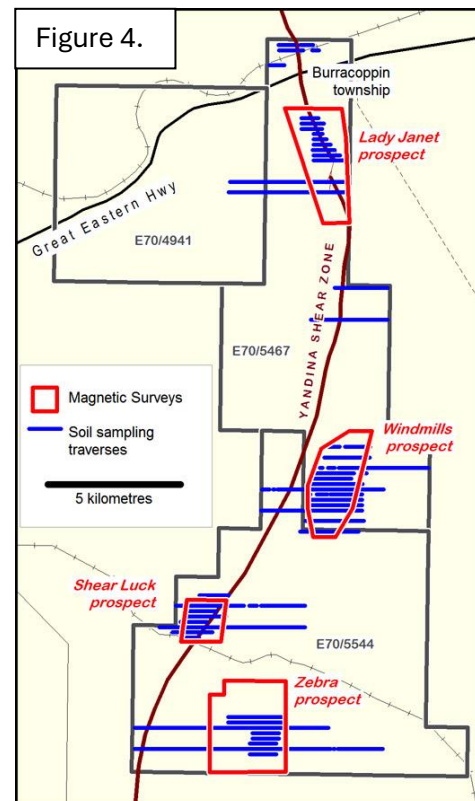 Figure 4.
Burracoppin
township
Lady Janet
prospect
Great Eastern Hwy
E70/4941
YANDINA SHEAR ZONE
E70/5467
Magnetic Surveys
Soil sampling
traverses
5 kilometres
Windmills
prospect
Shear Luck
prospect
E70/5544
Zebra
prospect